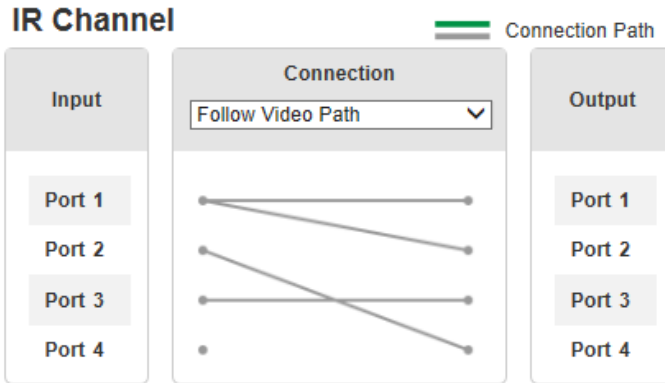 IR Channel
Connection Path
Input
Connection
Follow Video Path
Output
Port 1
Port 1
Port 2
Port 2
Port 3
Port 3
Port 4
Port 4